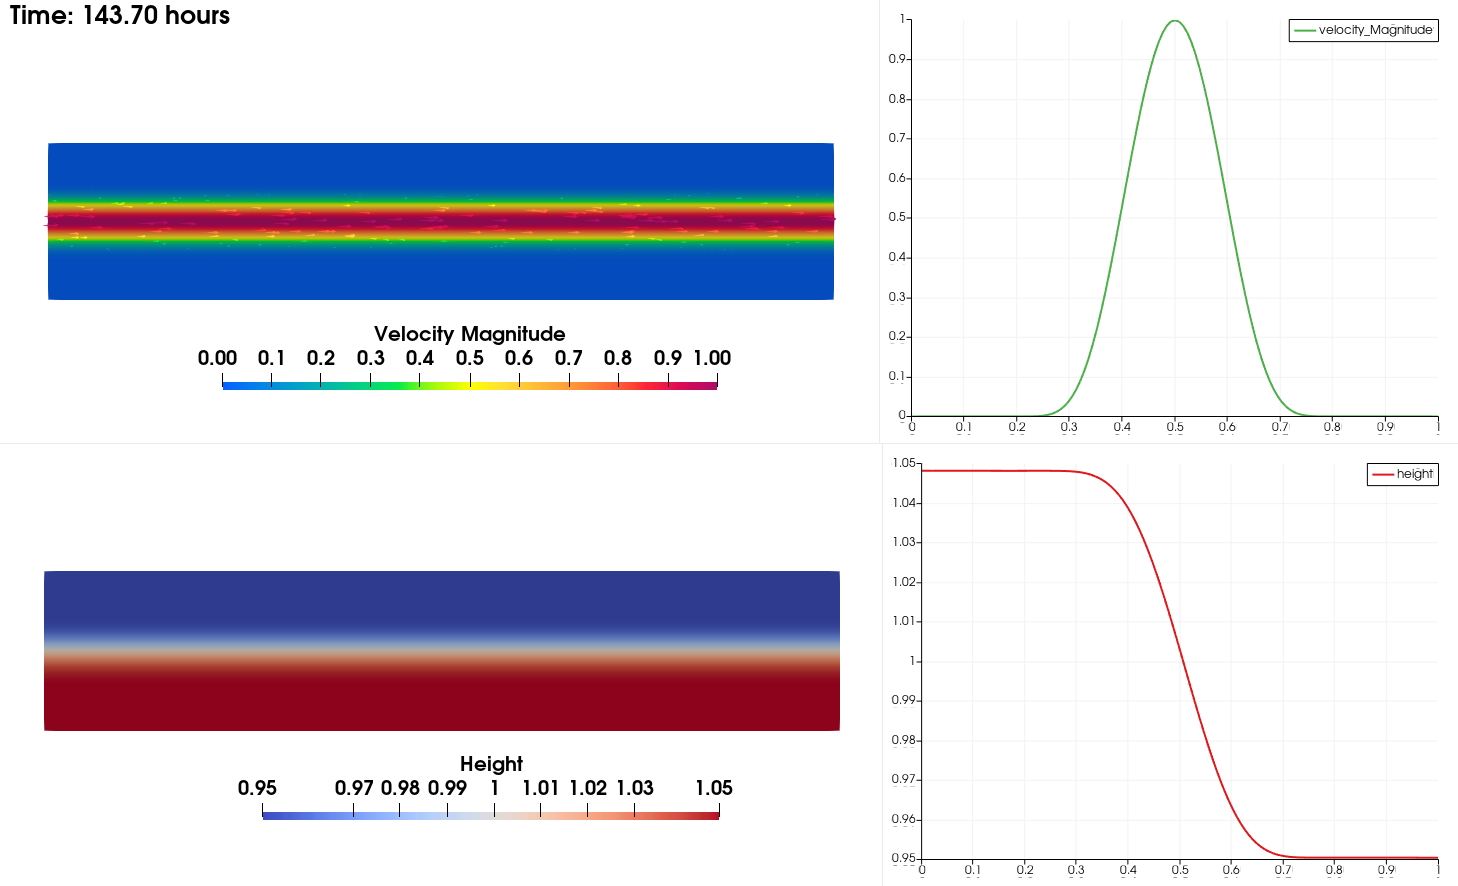 Time: 143.70 hours
Velocity Magnitude
0.00 0.1 0.2 0.3 0.4 0.5 0.6 0.7 0.8 0.9 1.00
velocity_Magnitude
1
0.9
0.8
0.7
0.6
0.5
0.4
0.3
0.2
0.1
0
0 0.1 0.2 0.3 0.4 0.5 0.6 0.7 0.8 0.9 1
Height
0.95 0.97 0.98 0.99 1 1.01 1.02 1.03 1.05
height
1.05
1.04
1.03
1.02
1.01
1
0.99
0.98
0.97
0.96
0.95
0 0.1 0.2 0.3 0.4 0.5 0.6 0.7 0.8 0.9 1